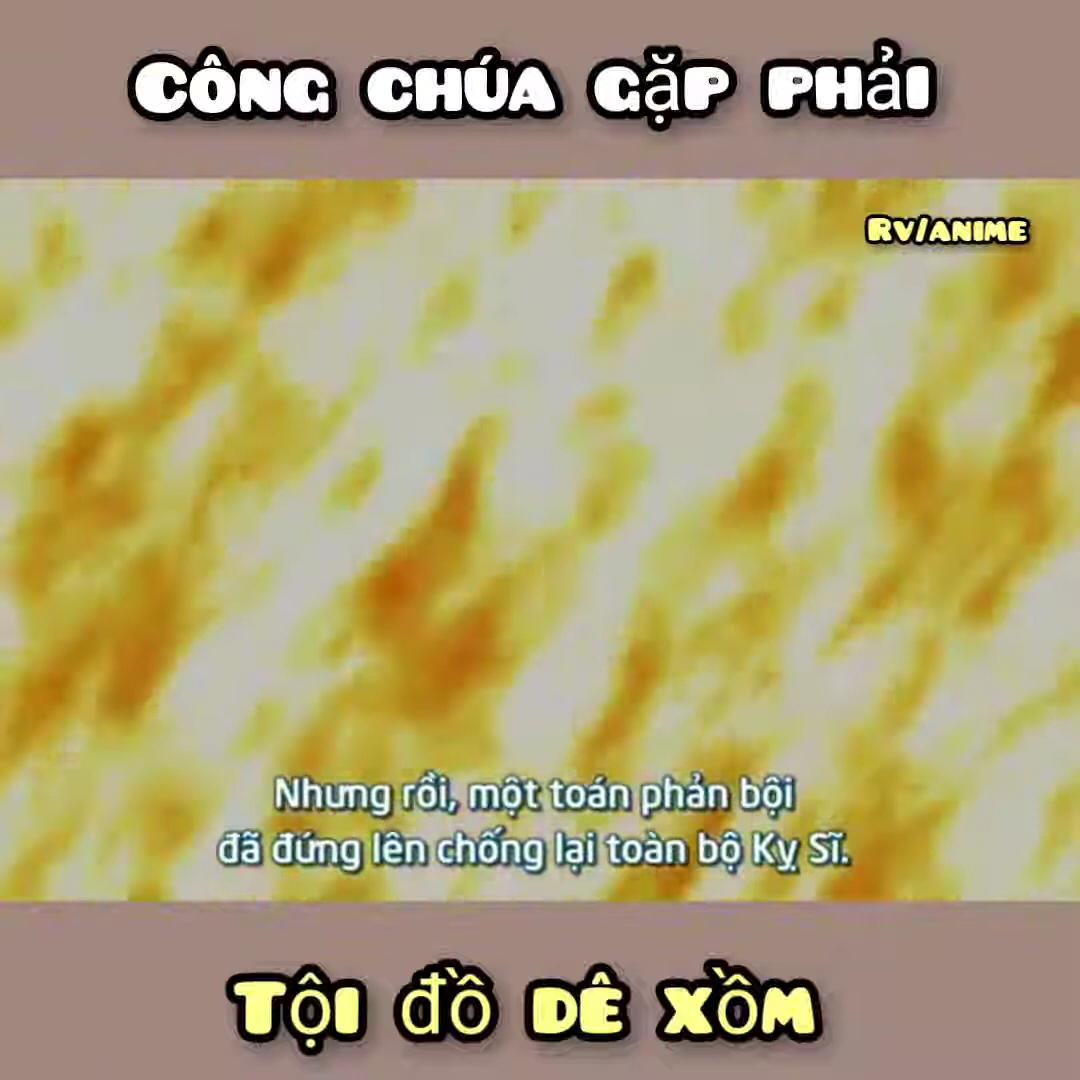 Công chúa gặp phải
Rv/anime
Nhưng rồi, một toán phản bội
đã đứng lên chống lại toàn bộ Kỵ Sĩ.
Tội đồ dê xồm